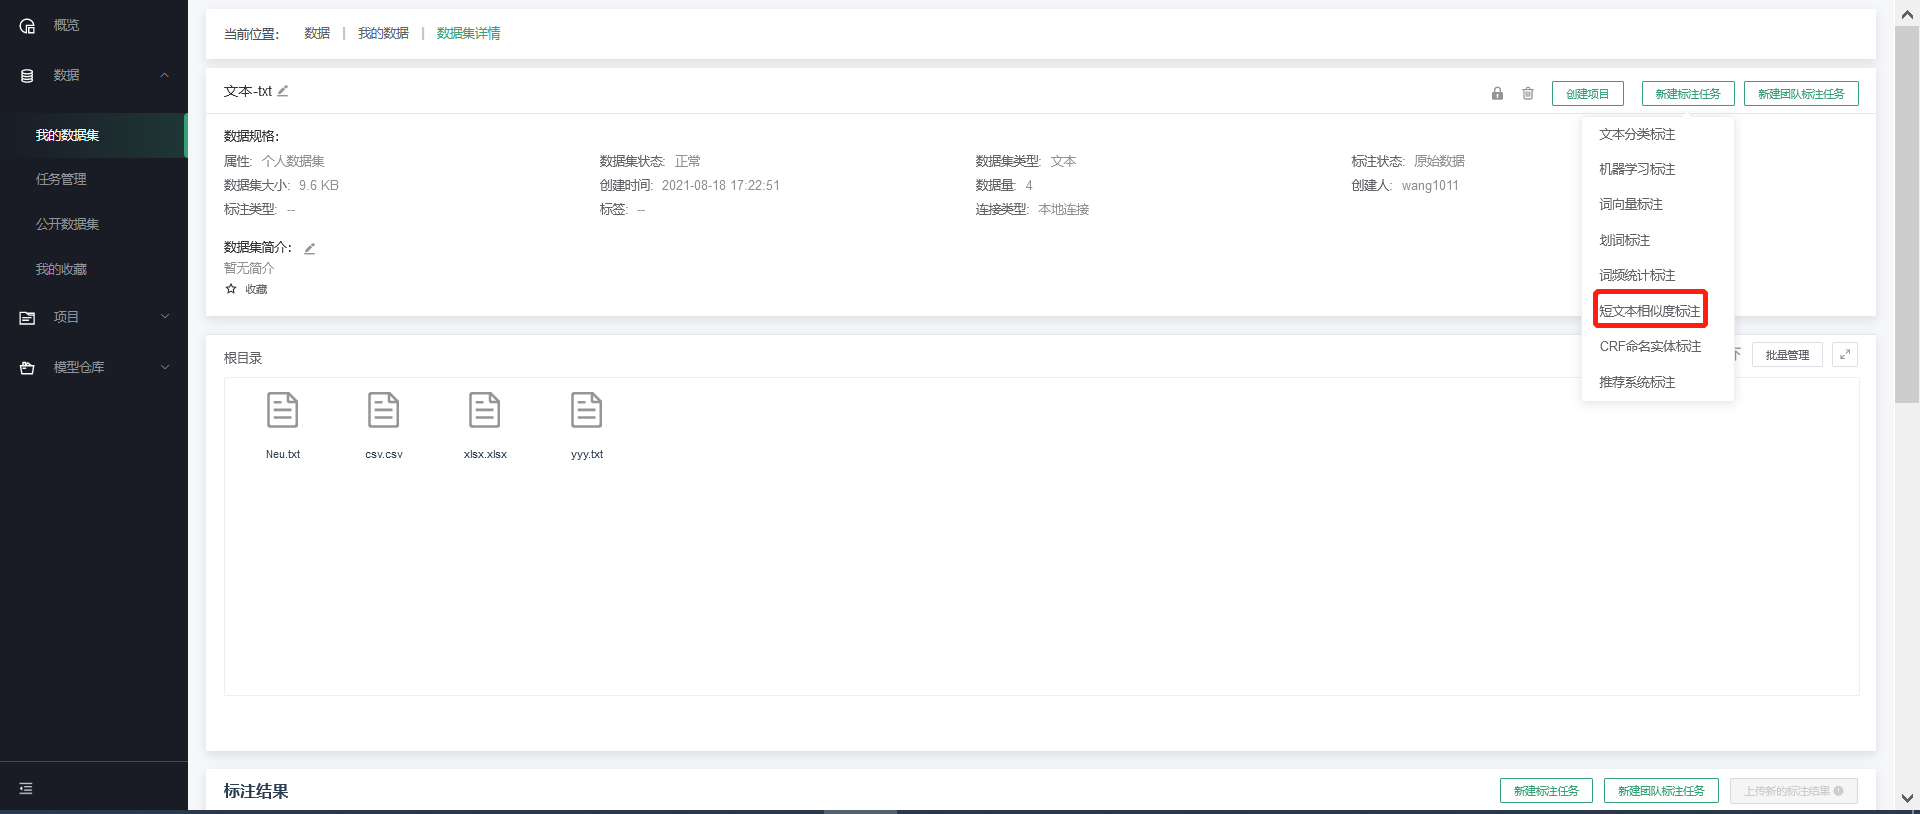 概览
数据
我的数据集
任务管理
公开数据集
我的收藏
项目
模型仓库
当前位置: 数据 | 我的数据 | 数据集详情
文本-txt
创建项目
新建标注任务
新建团队标注任务
数据规格:
属性: 个人数据集
数据集状态: 正常
数据集类型: 文本
标注状态: 原始数据
数据集大小: 9.6 KB
创建时间: 2021-08-18 17:22:51
数据量: 4
创建人: wang1011
标注类型: --
标签: --
连接类型: 本地连接
数据集简介:
暂无简介
收藏
文本分类标注
机器学习标注
词向量标注
划词标注
词频统计标注
短文本相似度标注
CRF命名实体标注
推荐系统标注
根目录
批量管理
Neu.txt
csv.csv
xlsx.xlsx
yyy.txt
标注结果
新建标注任务
新建团队标注任务
上传新的标注结果